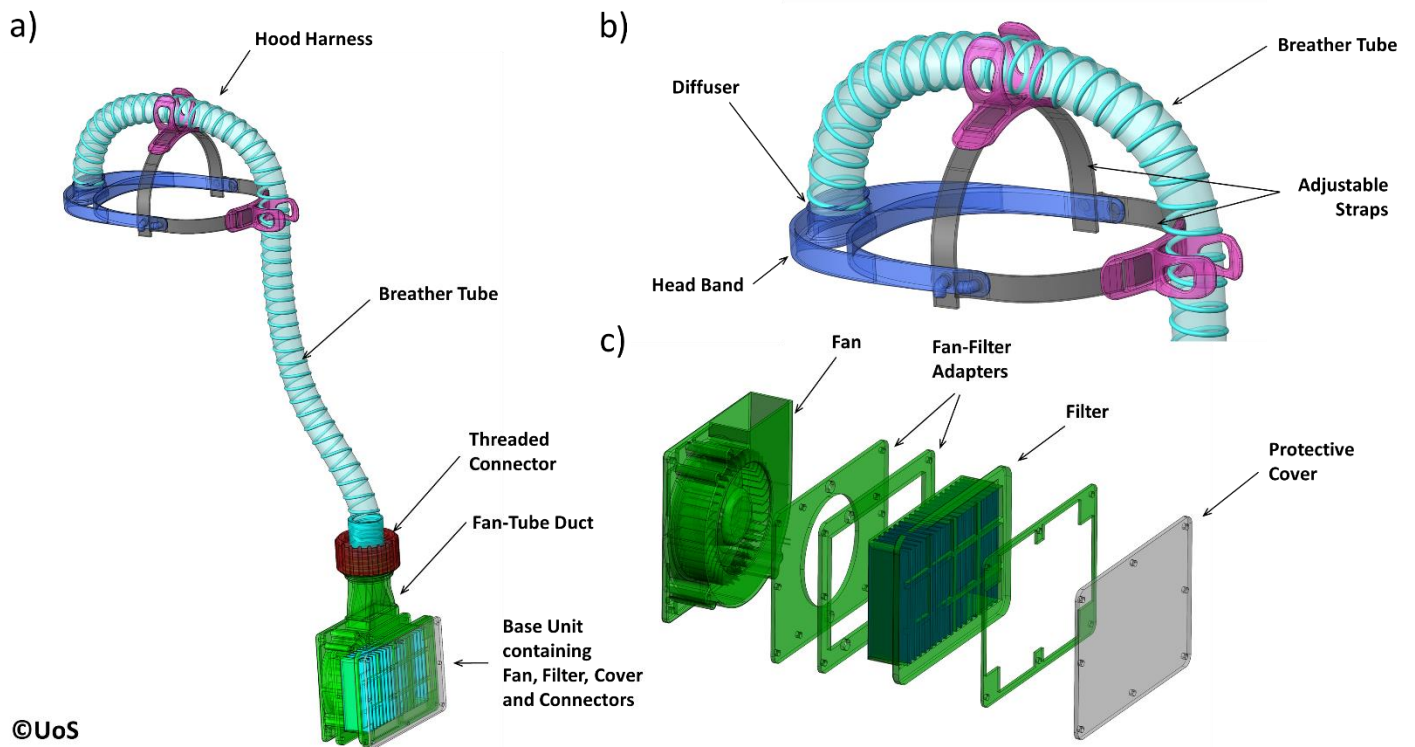 a)
Hood Harness
Breather Tube
Threaded
Connector
Fan-Tube Duct
Base Unit
containing
Fan, Filter, Cover
and Connectors
©UoS
b)
Breather Tube
Diffuser
Adjustable
Straps
Head Band
c)
Fan
Fan-Filter
Adapters
Filter
Protective
Cover